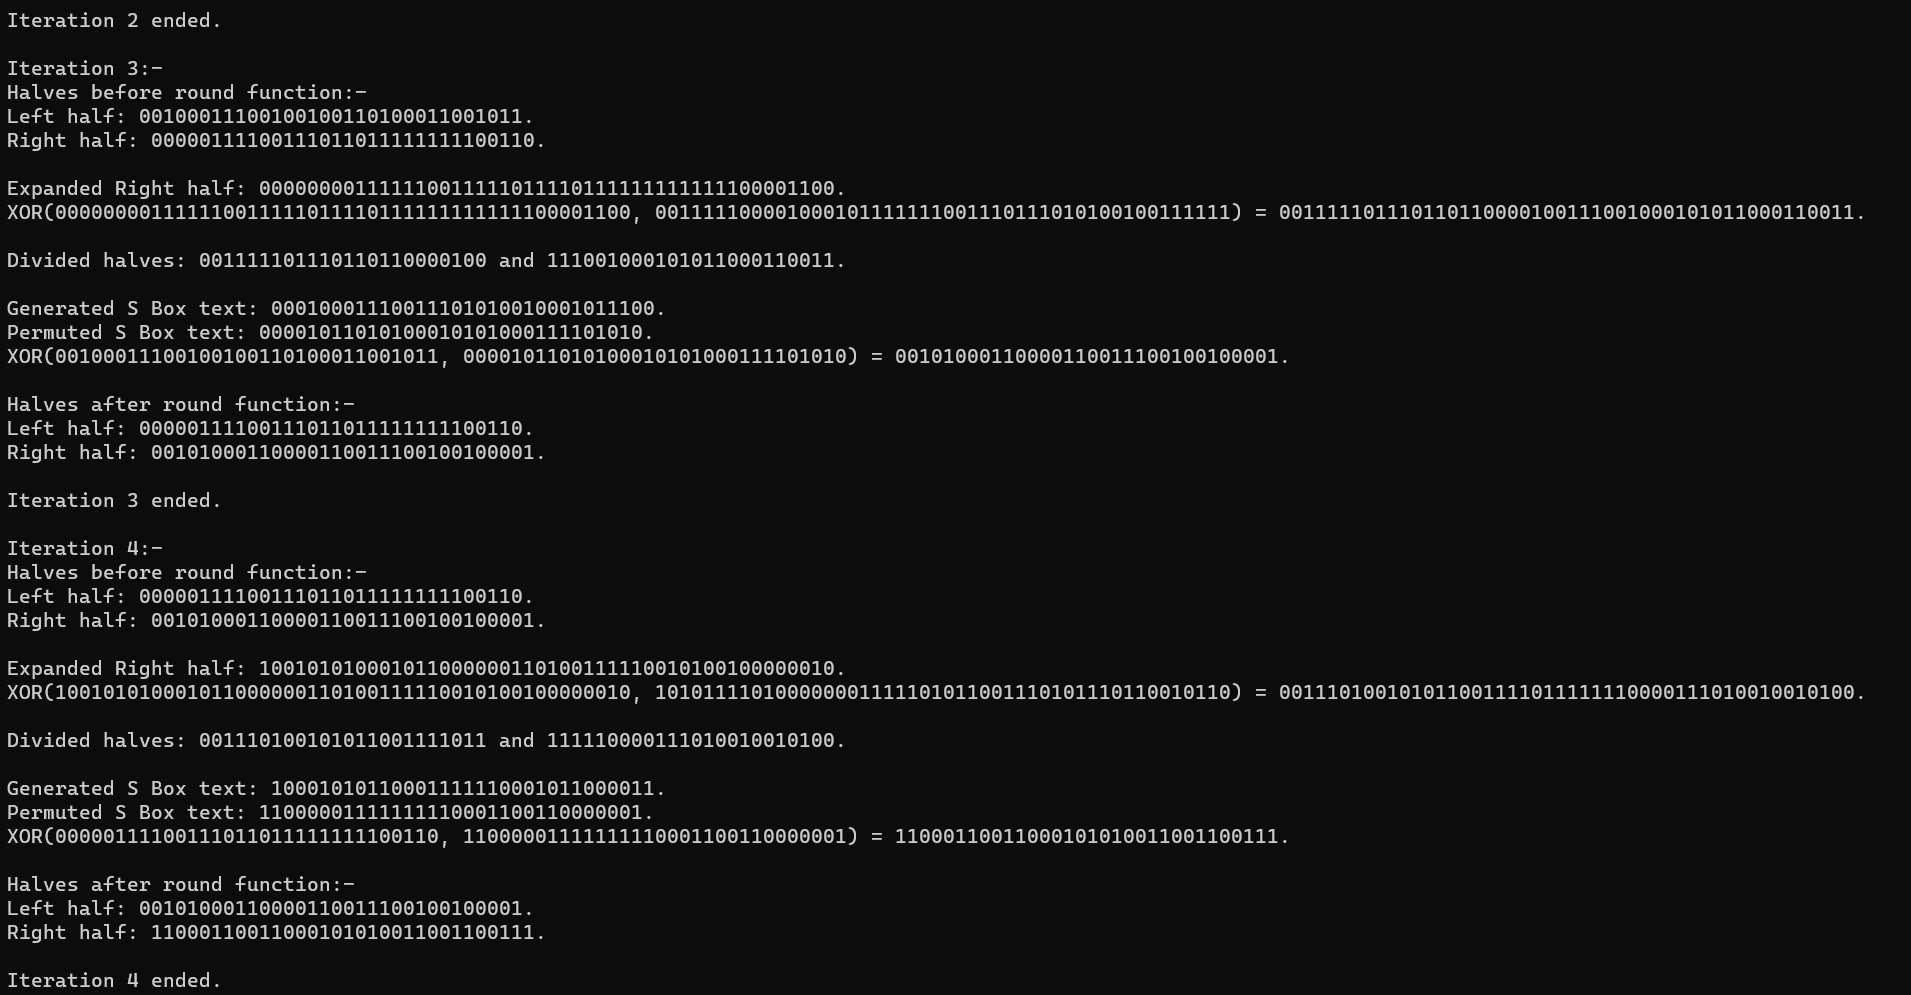 Iteration 2 ended.
Iteration 3:-
Halves before round function:-
Left half: 00100011100100100110100011001011.
Right half: 00000111100111011011111111100110.
Expanded Right half: 000000001111110011111011110111111111111100001100.
XOR(000000001111110011111011110111111111111100001100, 001111100001000101111111001110111010100100111111) = 001111101110110110000100111001000101011000110011.
Divided halves: 001111101110110110000100 and 111001000101011000110011.
Generated S Box text: 00010001110011101010010001011100.
Permuted S Box text: 00001011010100010101000111101010.
XOR(00100011100100100110100011001011, 00001011010100010101000111101010) = 00101000110000110011100100100001.
Halves after round function:-
Left half: 00000111100111011011111111100110.
Right half: 00101000110000110011100100100001.
Iteration 3 ended.
Iteration 4:-
Halves before round function:-
Left half: 00000111100111011011111111100110.
Right half: 00101000110000110011100100100001.
Expanded Right half: 100101010001011000000110100111110010100100000010.
XOR(100101010001011000000110100111110010100100000010, 101011110100000001111101011001110101110110010110) = 001110100101011001111011111110000111010010010100.
Divided halves: 001110100101011001111011 and 111110000111010010010100.
Generated S Box text: 10001010110001111110001011000011.
Permuted S Box text: 11000001111111110001100110000001.
XOR(00000111100111011011111111100110, 11000001111111110001100110000001) = 11000110011000101010011001100111.
Halves after round function:-
Left half: 00101000110000110011100100100001.
Right half: 11000110011000101010011001100111.
Iteration 4 ended.